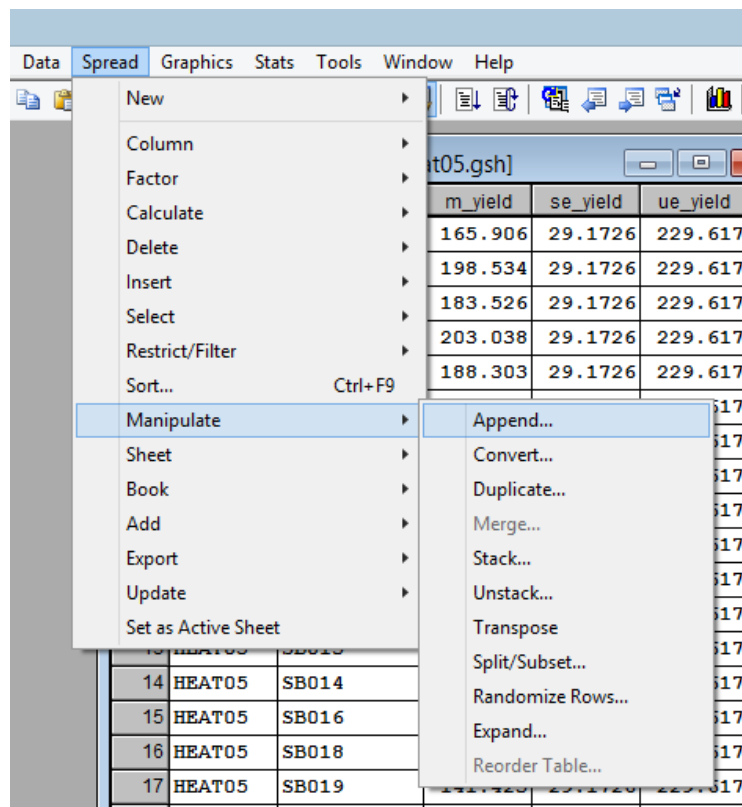 Data Spread Graphics Stats Tools Window Help
New
Column
Factor
Calculate
Delete
Insert
Select
Restrict/Filter
Sort... Ctrl+F9
Manipulate
Sheet
Book
Add
Export
Update
Set as Active Sheet
Append...
Convert...
Duplicate...
Merge...
Stack...
Unstack...
Transpose
Split/Subset...
Randomize Rows...
Expand...
Reorder Table...
at05.gsh]
m_yield se_yield ue_yield
165.906 29.1726 229.617
198.534 29.1726 229.617
183.526 29.1726 229.617
203.038 29.1726 229.617
188.303 29.1726 229.617
14 HEAT05 SB014
15 HEAT05 SB016
16 HEAT05 SB018
17 HEAT05 SB019